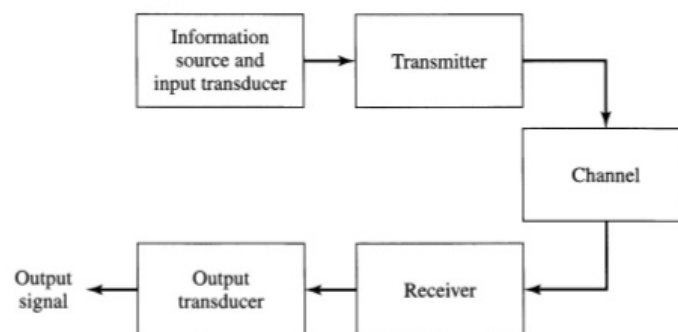 Information
source and
input transducer
Transmitter
Channel
Receiver
Output
transducer
Output
signal